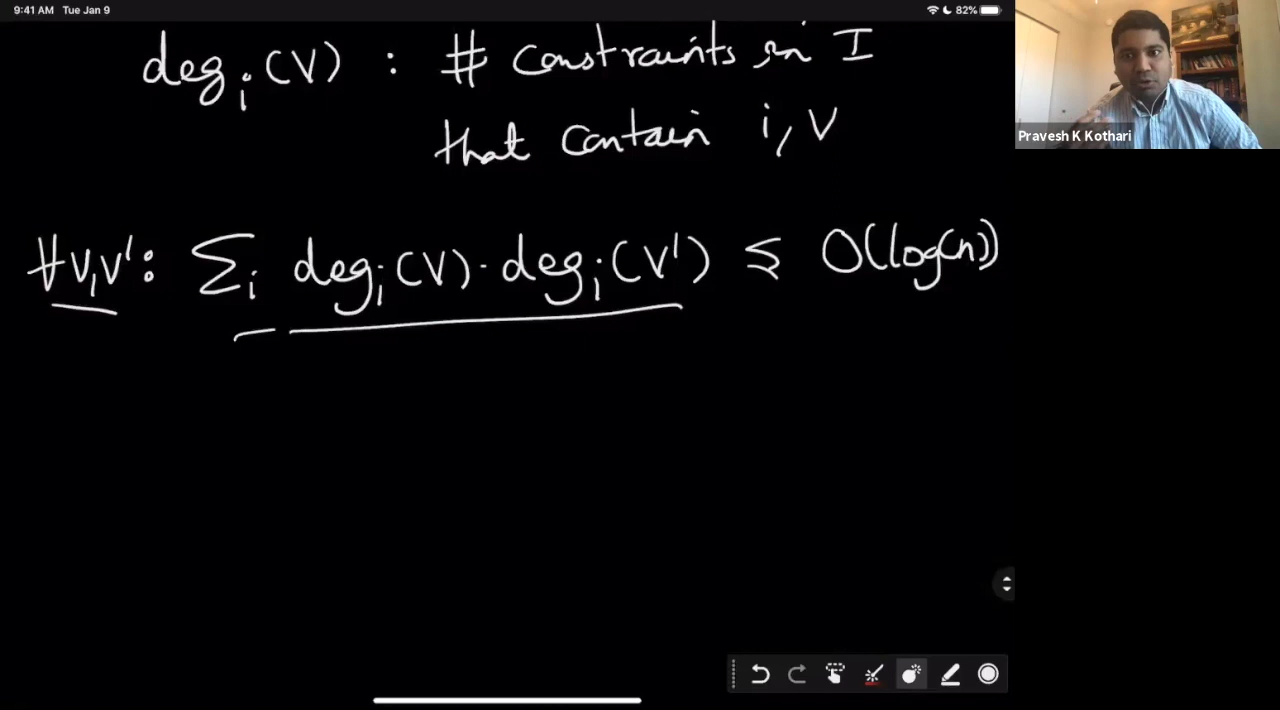 9:41 AM Tue Jan 9
82%
deg_i(v) : # constraints in I
that contain i, v
Pravesh K Kothari
∀v,v': Σ_i deg_i(v) · deg_i(v') ≤ O(log(n))